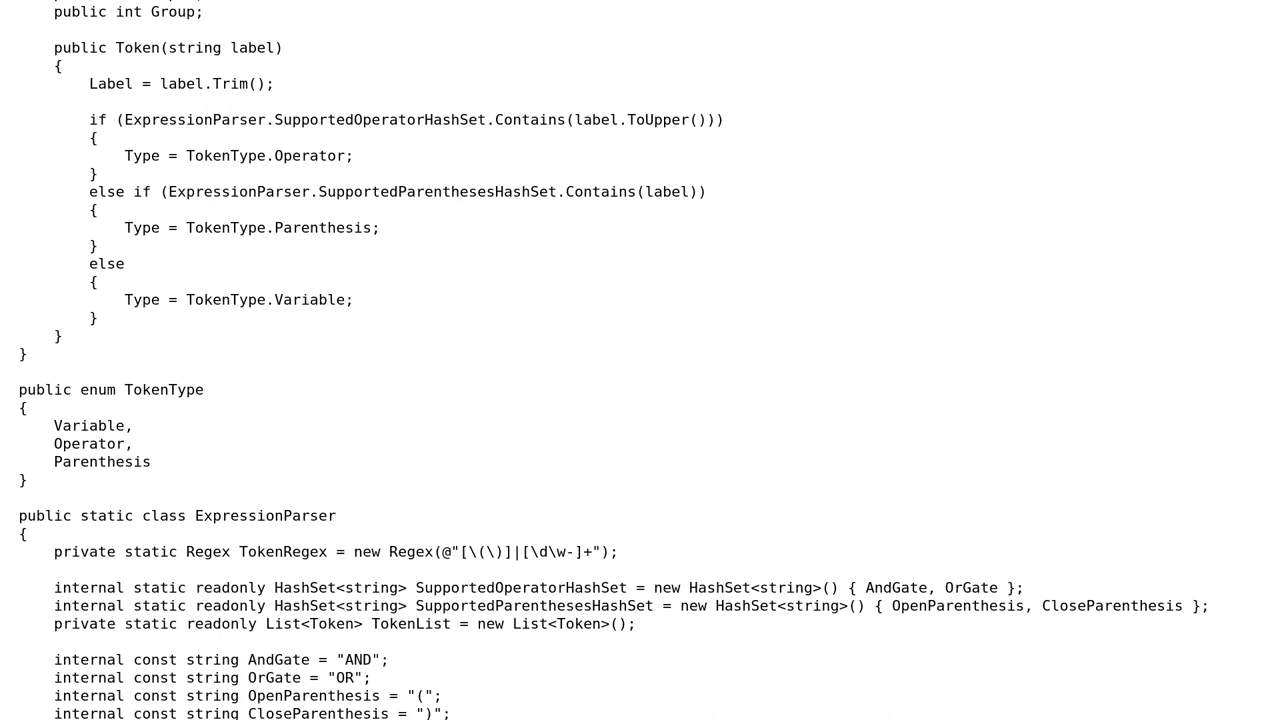 public int Group;
public Token(string label)
{
Label = label.Trim();
if (ExpressionParser.SupportedOperatorHashSet.Contains(label.ToUpper()))
{
Type = TokenType.Operator;
}
else if (ExpressionParser.SupportedParenthesesHashSet.Contains(label))
{
Type = TokenType.Parenthesis;
}
else
{
Type = TokenType.Variable;
}
}
}
public enum TokenType
{
Variable,
Operator,
Parenthesis
}
public static class ExpressionParser
{
private static Regex TokenRegex = new Regex(@"[\(\)]|[\d\w-]+");
internal static readonly HashSet<string> SupportedOperatorHashSet = new HashSet<string>() { AndGate, OrGate };
internal static readonly HashSet<string> SupportedParenthesesHashSet = new HashSet<string>() { OpenParenthesis, CloseParenthesis };
private static readonly List<Token> TokenList = new List<Token>();
internal const string AndGate = "AND";
internal const string OrGate = "OR";
internal const string OpenParenthesis = "(";
internal const string CloseParenthesis = ")";